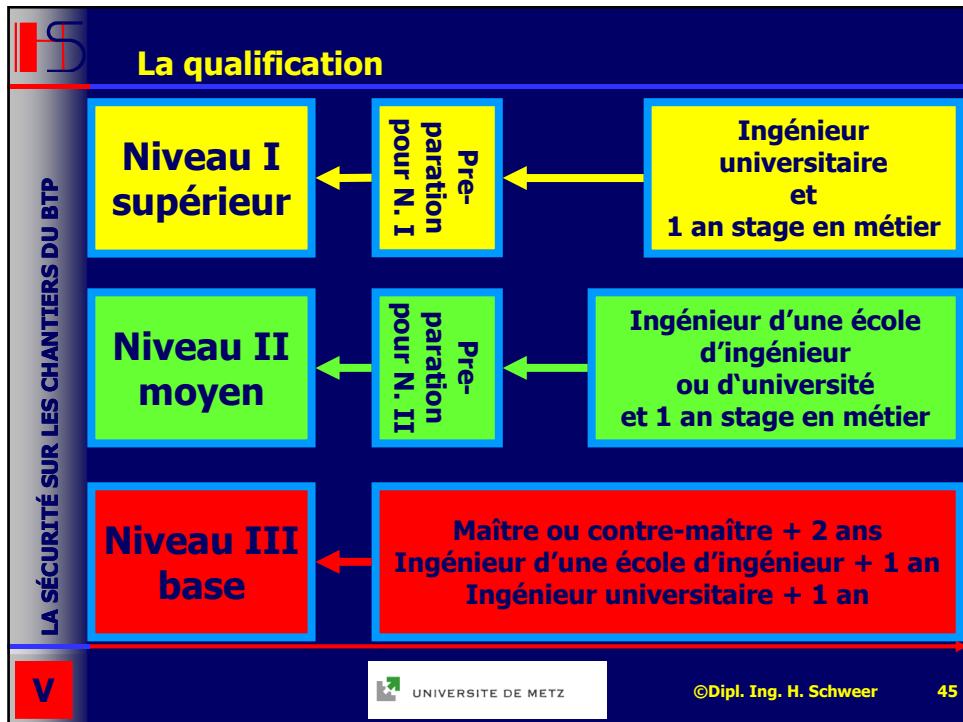 HS
La qualification
LA SÉCURITÉ SUR LES CHANTIERS DU BTP
Niveau I
supérieur
Pre-
paration
pour N. I
Ingénieur
universitaire
et
1 an stage en métier
Niveau II
moyen
Pre-
paration
pour N. II
Ingénieur d’une école
d’ingénieur
ou d‘université
et 1 an stage en métier
Niveau III
base
Maître ou contre-maître + 2 ans
Ingénieur d’une école d’ingénieur + 1 an
Ingénieur universitaire + 1 an
V
UNIVERSITE DE METZ
©Dipl. Ing. H. Schweer
45